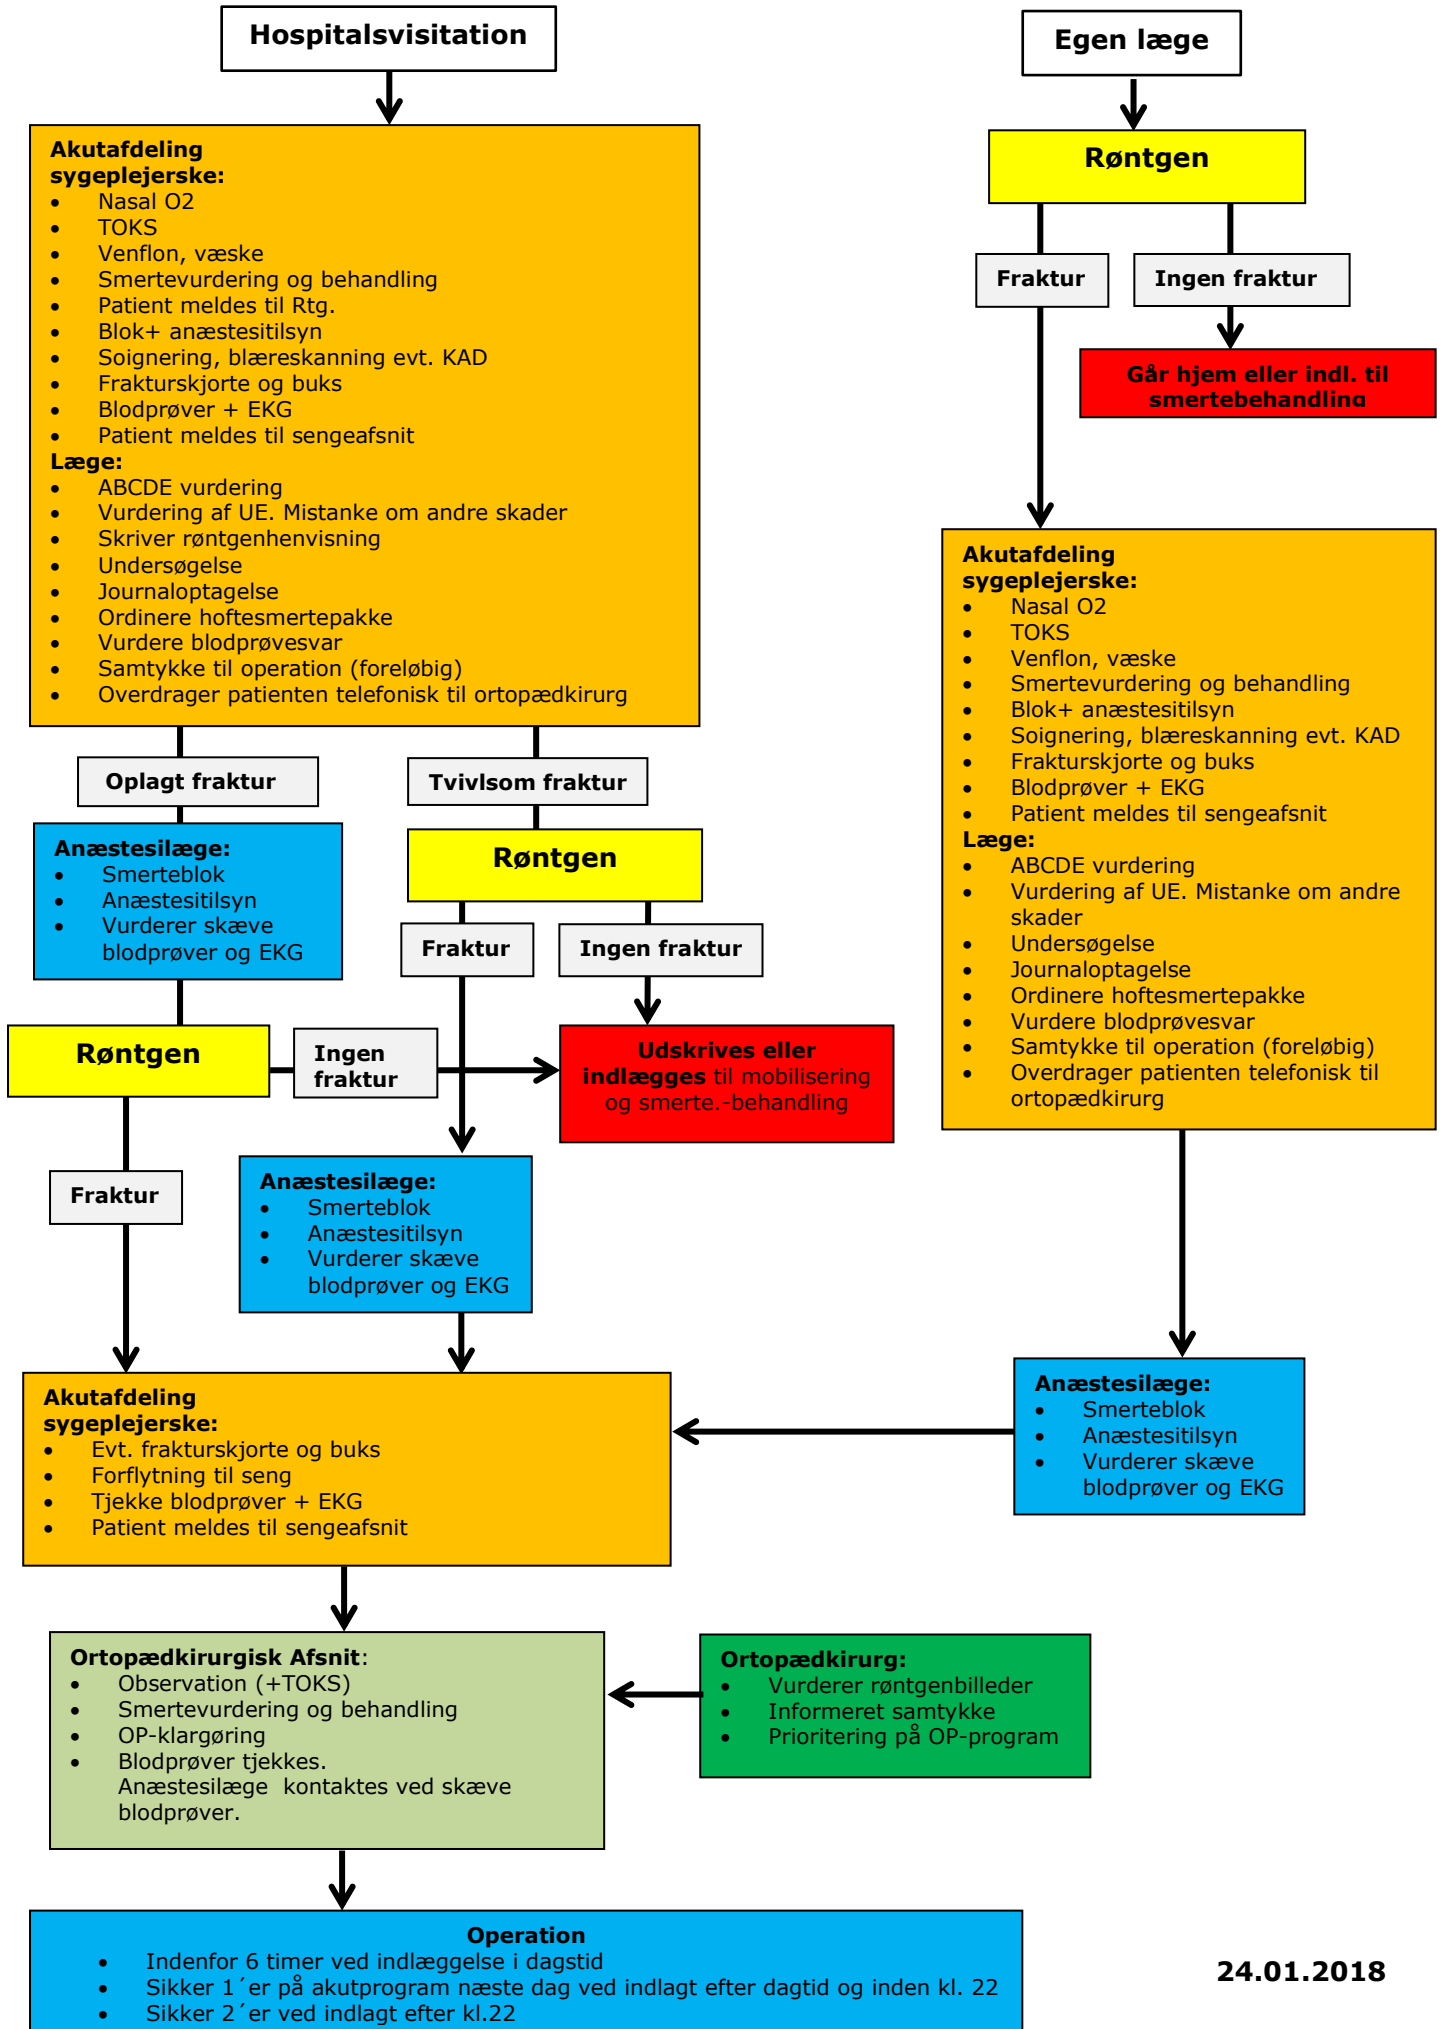 Hospitalsvisitation
Egen læge
Akutafdeling
sygeplejerske:
• Nasal O2
• TOKS
• Venflon, væske
• Smertevurdering og behandling
• Patient meldes til Rtg.
• Blok+ anæstesitilsyn
• Soignering, blæreskanning evt. KAD
• Frakturskjorte og buks
• Blodprøver + EKG
• Patient meldes til sengeafsnit
Læge:
• ABCDE vurdering
• Vurdering af UE. Mistanke om andre skader
• Skriver røntgenhenvisning
• Undersøgelse
• Journaloptagelse
• Ordinere hoftesmertepakke
• Vurdere blodprøvesvar
• Samtykke til operation (foreløbig)
• Overdrager patienten telefonisk til ortopædkirurg
Røntgen
Fraktur
Ingen fraktur
Går hjem eller indl. til
smertebehandling
Akutafdeling
sygeplejerske:
• Nasal O2
• TOKS
• Venflon, væske
• Smertevurdering og behandling
• Blok+ anæstesitilsyn
• Soignering, blæreskanning evt. KAD
• Frakturskjorte og buks
• Blodprøver + EKG
• Patient meldes til sengeafsnit
Læge:
• ABCDE vurdering
• Vurdering af UE. Mistanke om andre
skader
• Undersøgelse
• Journaloptagelse
• Ordinere hoftesmertepakke
• Vurdere blodprøvesvar
• Samtykke til operation (foreløbig)
• Overdrager patienten telefonisk til
ortopædkirurg
Oplagt fraktur
Tvivlsom fraktur
Anæstesilæge:
• Smerteblok
• Anæstesitilsyn
• Vurderer skæve
blodprøver og EKG
Røntgen
Fraktur
Ingen fraktur
Røntgen
Ingen
fraktur
Udskrives eller
indlægges til mobilisering
og smerte.-behandling
Fraktur
Anæstesilæge:
• Smerteblok
• Anæstesitilsyn
• Vurderer skæve
blodprøver og EKG
Akutafdeling
sygeplejerske:
• Evt. frakturskjorte og buks
• Forflytning til seng
• Tjekke blodprøver + EKG
• Patient meldes til sengeafsnit
Anæstesilæge:
• Smerteblok
• Anæstesitilsyn
• Vurderer skæve
blodprøver og EKG
Ortopædkirurgisk Afsnit:
• Observation (+TOKS)
• Smertevurdering og behandling
• OP-klargøring
• Blodprøver tjekkes.
Anæstesilæge kontaktes ved skæve
blodprøver.
Ortopædkirurg:
• Vurderer røntgenbilleder
• Informeret samtykke
• Prioritering på OP-program
Operation
• Indenfor 6 timer ved indlæggelse i dagstid
• Sikker 1´er på akutprogram næste dag ved indlagt efter dagtid og inden kl. 22
• Sikker 2´er ved indlagt efter kl.22
24.01.2018